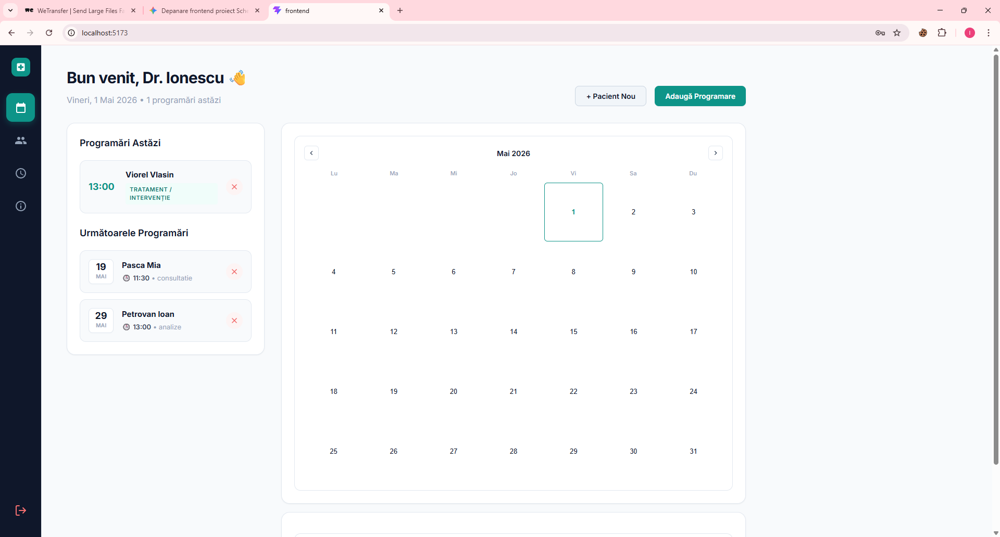 WeTransfer | Send Large Files Fa
Depanare frontend proiect Sche
frontend
localhost:5173
I
Bun venit, Dr. Ionescu 👋
Vineri, 1 Mai 2026 • 1 programări astăzi
+ Pacient Nou
Adaugă Programare
Programări Astăzi
13:00
Viorel Vlasin
TRATAMENT /
INTERVENȚIE
Următoarele Programări
19
MAI
Pasca Mia
11:30 • consultatie
29
MAI
Petrovan Ioan
13:00 • analize
Mai 2026
Lu Ma Mi Jo Vi Sa Du
1 2 3
4 5 6 7 8 9 10
11 12 13 14 15 16 17
18 19 20 21 22 23 24
25 26 27 28 29 30 31